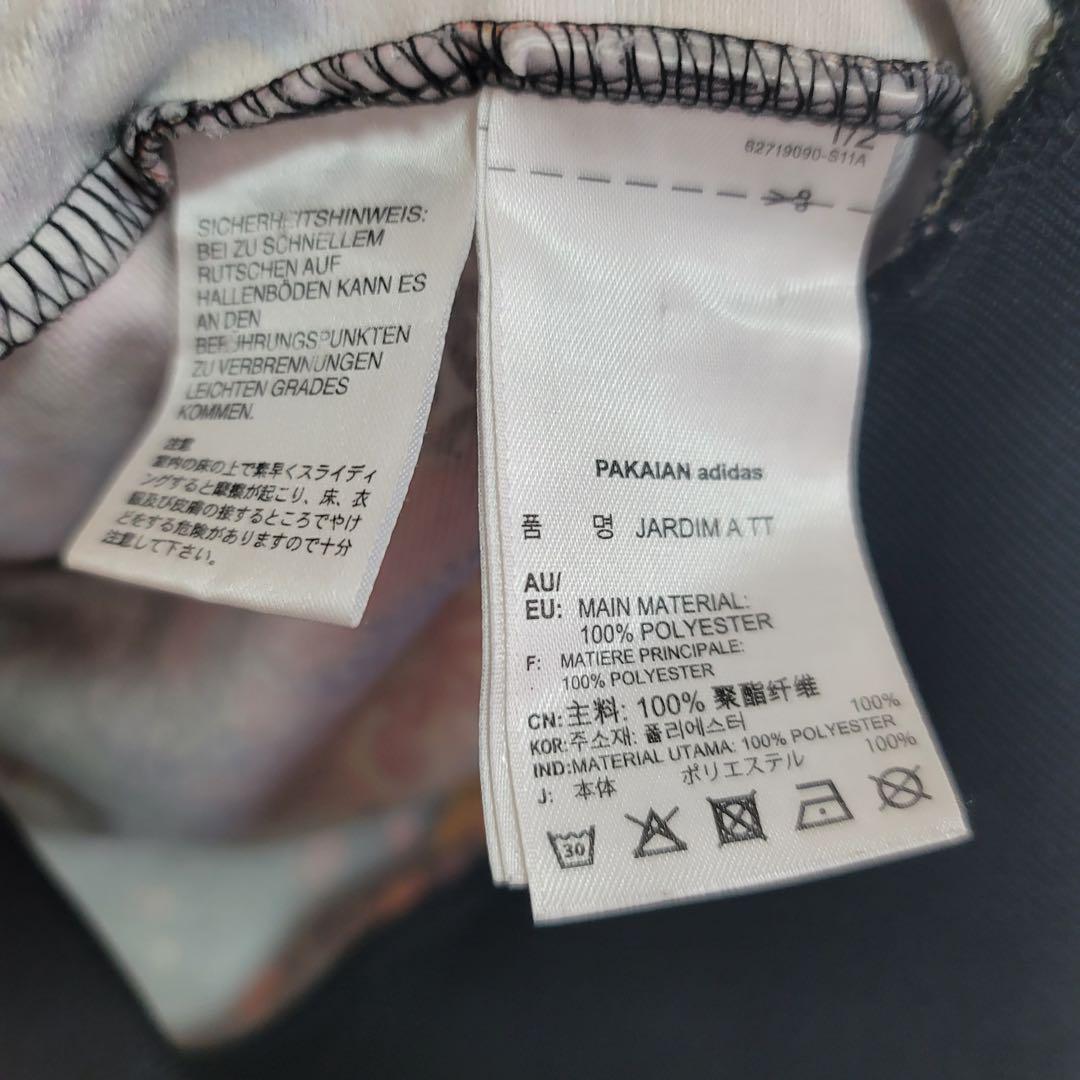 SICHERHEITSHINWEIS:
BEI ZU SCHNELLEM
RUTSCHEN AUF
HALLENBÖDEN KANN ES
AN DEN
BERÜHRUNGSPUNKTEN
ZU VERBRENNUNGEN
LEICHTEN GRADES
KOMMEN.
注意
室内の床の上で素早くスライディ
ングすると摩擦が起こり、床、衣
服及び皮膚の接するところでやけ
どをする危険がありますので十分
注意して下さい。
62719090-S11A
PAKAIAN adidas
품 명 JARDIM A TT
AU/
EU: MAIN MATERIAL:
100% POLYESTER
F: MATIERE PRINCIPALE:
100% POLYESTER
CN: 主料: 100% 聚酯纤维
KOR: 주소재: 폴리에스터 100%
IND: MATERIAL UTAMA: 100% POLYESTER
J: 本体 ポリエステル 100%
30